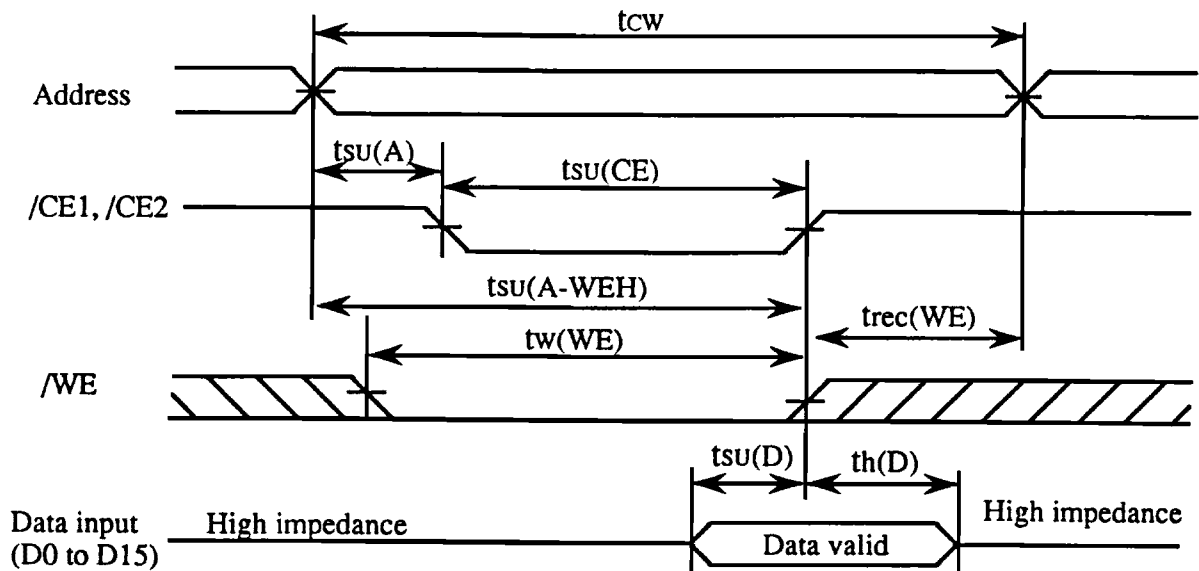 tCW
Address
tSU(A)
tSU(CE)
/CE1, /CE2
tSU(A-WEH)
trec(WE)
tw(WE)
/WE
tSU(D)
th(D)
Data input
(D0 to D15)
High impedance
Data valid
High impedance